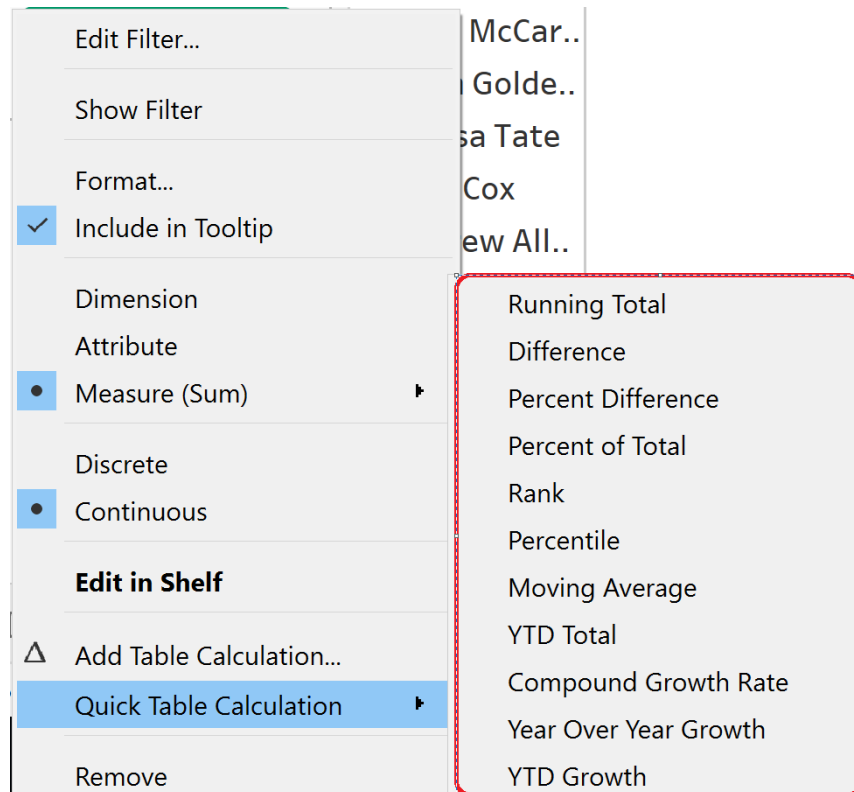 McCar..
Golde..
sa Tate
Cox
ew All..
Edit Filter...
Show Filter
Format...
Include in Tooltip
Dimension
Attribute
Measure (Sum)
Discrete
Continuous
Edit in Shelf
Add Table Calculation...
Quick Table Calculation
Remove
Running Total
Difference
Percent Difference
Percent of Total
Rank
Percentile
Moving Average
YTD Total
Compound Growth Rate
Year Over Year Growth
YTD Growth